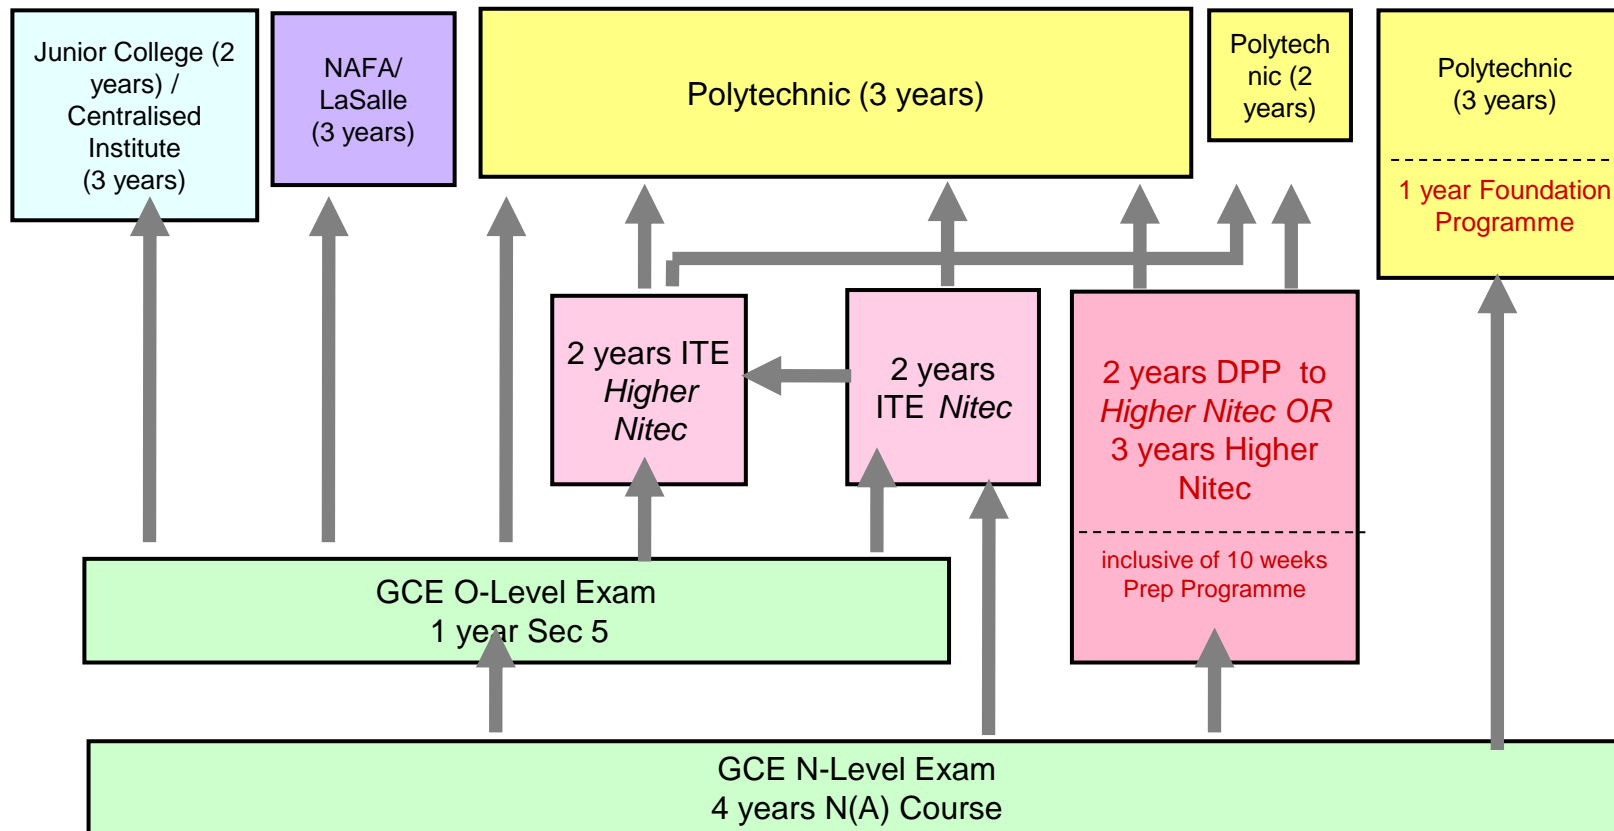 Junior College (2
years) /
Centralised
Institute
(3 years)
NAFA/
LaSalle
(3 years)
Polytechnic (3 years)
Polytech
nic (2
years)
Polytechnic
(3 years)
1 year Foundation
Programme
2 years ITE
Higher
Nitec
2 years
ITE Nitec
2 years DPP to
Higher Nitec OR
3 years Higher
Nitec
inclusive of 10 weeks
Prep Programme
GCE O-Level Exam
1 year Sec 5
GCE N-Level Exam
4 years N(A) Course